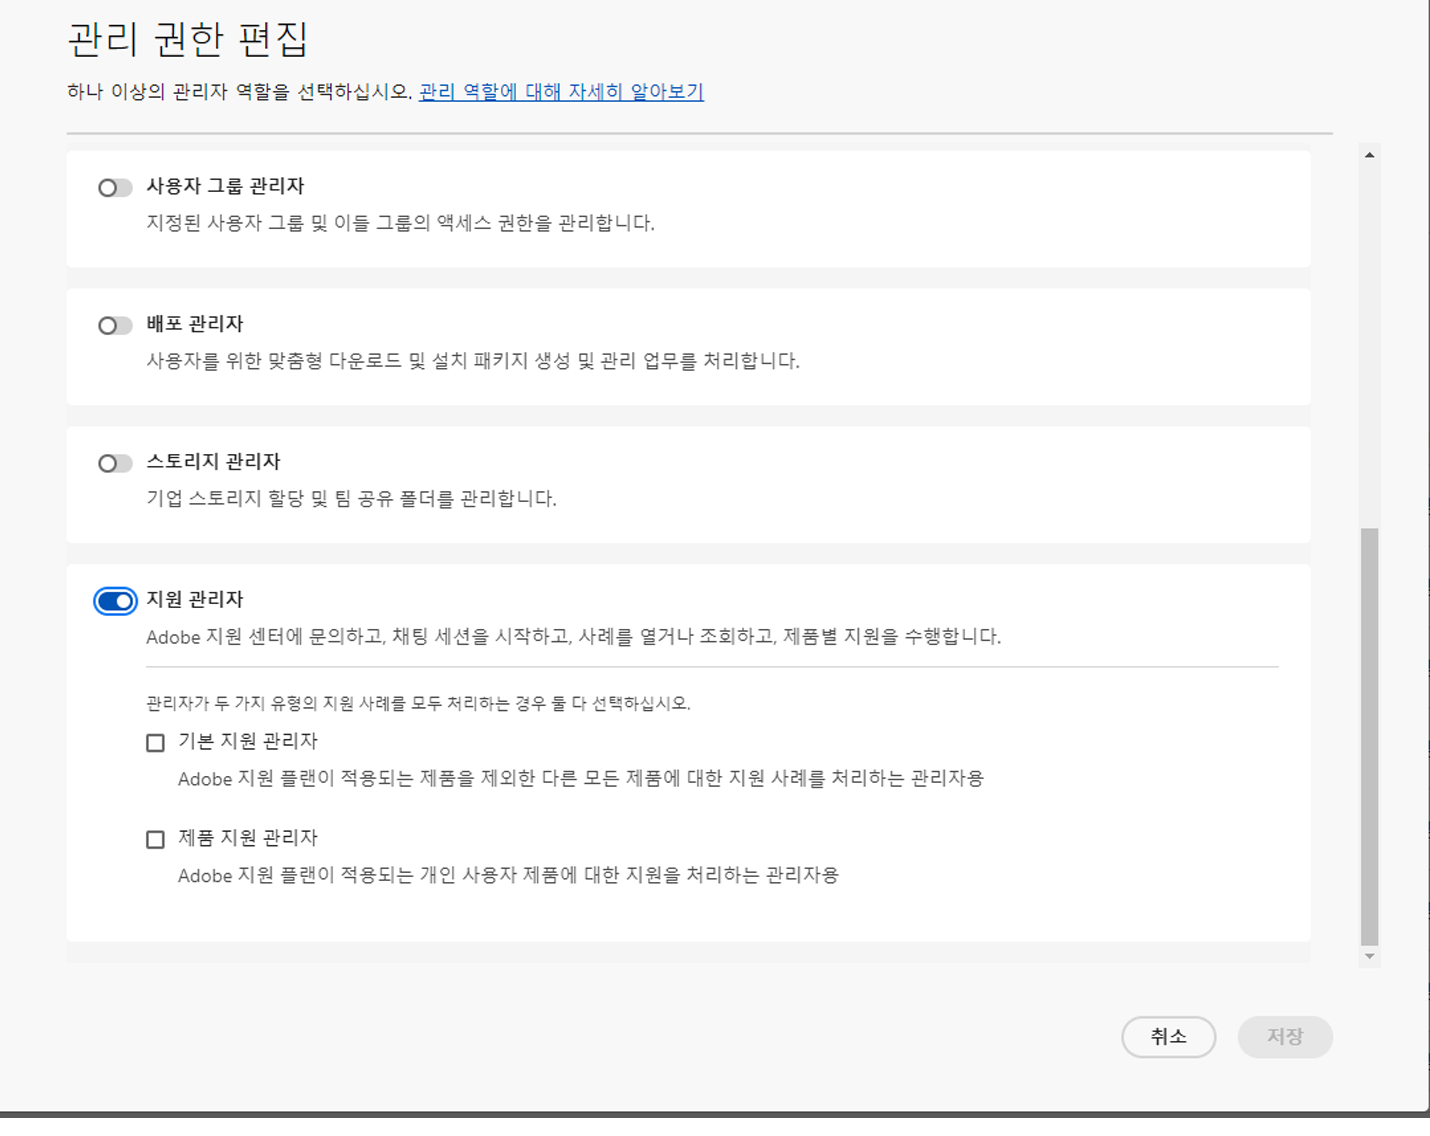 관리 권한 편집
하나 이상의 관리자 역할을 선택하십시오. 관리 역할에 대해 자세히 알아보기
사용자 그룹 관리자
지정된 사용자 그룹 및 이들 그룹의 액세스 권한을 관리합니다.
배포 관리자
사용자를 위한 맞춤형 다운로드 및 설치 패키지 생성 및 관리 업무를 처리합니다.
스토리지 관리자
기업 스토리지 할당 및 팀 공유 폴더를 관리합니다.
지원 관리자
Adobe 지원 센터에 문의하고, 채팅 세션을 시작하고, 사례를 열거나 조회하고, 제품별 지원을 수행합니다.
관리자가 두 가지 유형의 지원 사례를 모두 처리하는 경우 둘 다 선택하십시오.
기본 지원 관리자
Adobe 지원 플랜이 적용되는 제품을 제외한 다른 모든 제품에 대한 지원 사례를 처리하는 관리자용
제품 지원 관리자
Adobe 지원 플랜이 적용되는 개인 사용자 제품에 대한 지원을 처리하는 관리자용
취소
저장